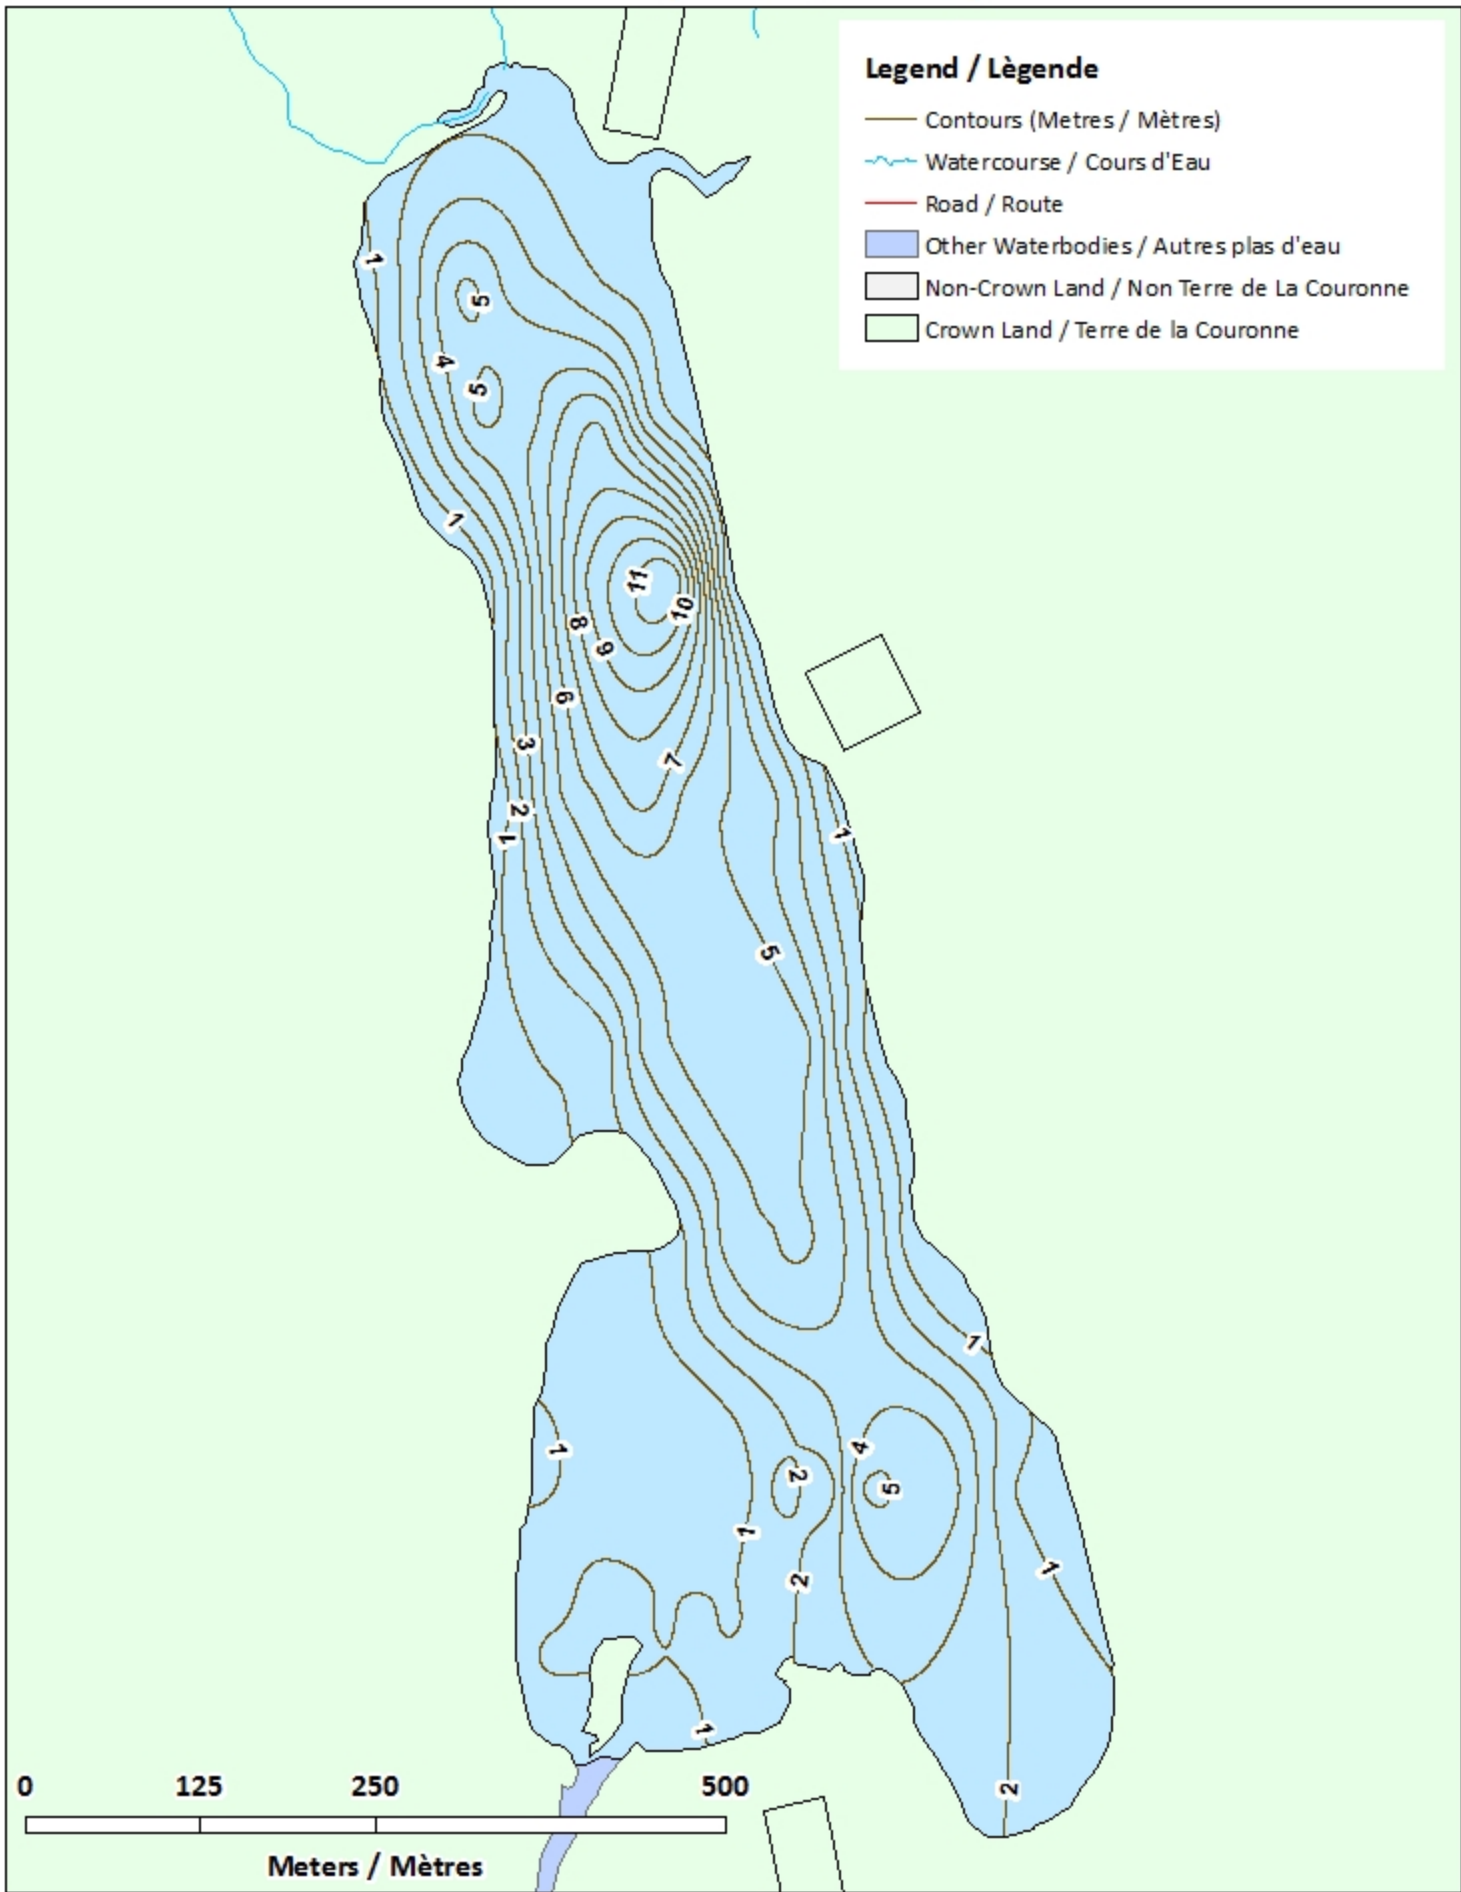 Legend / Lègende
Contours (Metres / Mètres)
Watercourse / Cours d'Eau
Road / Route
Other Waterbodies / Autres plas d'eau
Non-Crown Land / Non Terre de La Couronne
Crown Land / Terre de la Couronne
1
5
4
5
1
11
10
8
9
6
3
7
2
1
1
5
1
4
1
2
5
1
2
1
1
2
0 125 250 500
Meters / Mètres